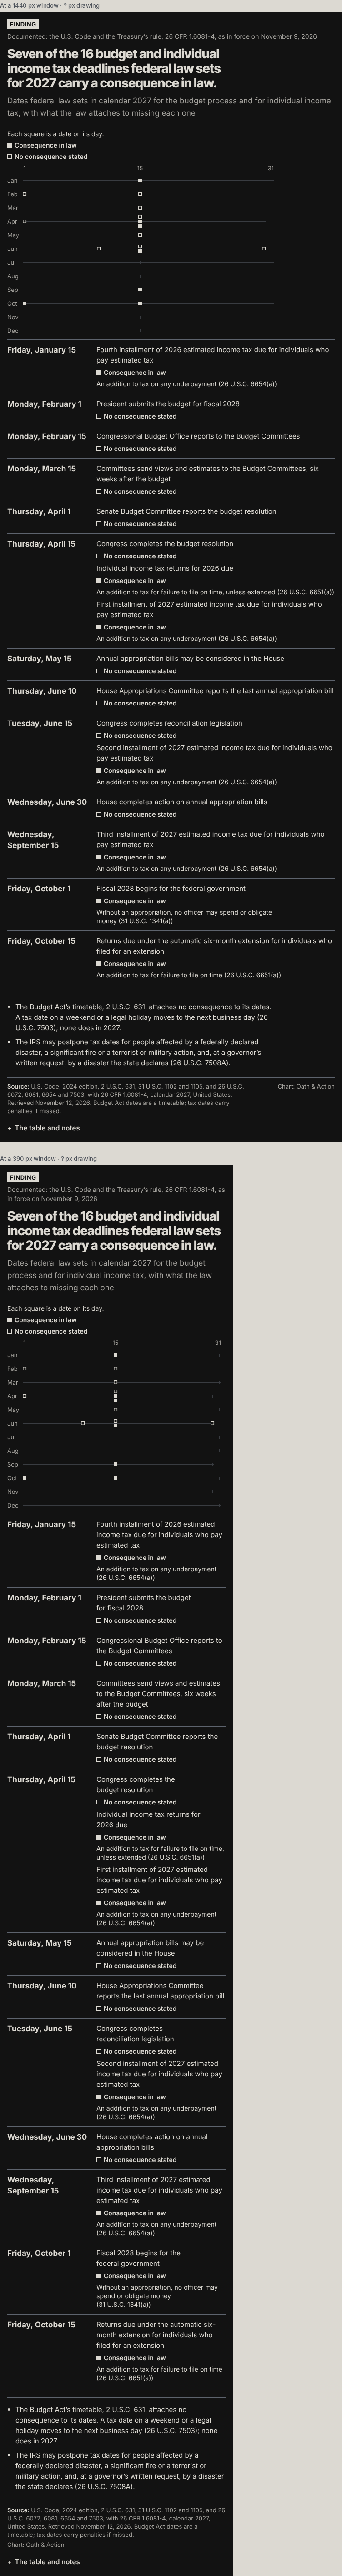 At a 1440 px window · ? px drawing
FINDING
Documented: the U.S. Code and the Treasury's rule, 26 CFR 1.6081-4, as in force on November 9, 2026
Seven of the 16 budget and individual
income tax deadlines federal law sets
for 2027 carry a consequence in law.
Dates federal law sets in calendar 2027 for the budget process and for individual income
tax, with what the law attaches to missing each one
Each square is a date on its day.
Consequence in law
No consequence stated
1 15 31
Jan
Feb
Mar
Apr
May
Jun
Jul
Aug
Sep
Oct
Nov
Dec
Friday, January 15
Fourth installment of 2026 estimated income tax due for individuals who
pay estimated tax
Consequence in law
An addition to tax on any underpayment (26 U.S.C. 6654(a))
Monday, February 1
President submits the budget for fiscal 2028
No consequence stated
Monday, February 15
Congressional Budget Office reports to the Budget Committees
No consequence stated
Monday, March 15
Committees send views and estimates to the Budget Committees, six
weeks after the budget
No consequence stated
Thursday, April 1
Senate Budget Committee reports the budget resolution
No consequence stated
Thursday, April 15
Congress completes the budget resolution
No consequence stated
Individual income tax returns for 2026 due
Consequence in law
An addition to tax for failure to file on time, unless extended (26 U.S.C. 6651(a))
First installment of 2027 estimated income tax due for individuals who
pay estimated tax
Consequence in law
An addition to tax on any underpayment (26 U.S.C. 6654(a))
Saturday, May 15
Annual appropriation bills may be considered in the House
No consequence stated
Thursday, June 10
House Appropriations Committee reports the last annual appropriation bill
No consequence stated
Tuesday, June 15
Congress completes reconciliation legislation
No consequence stated
Second installment of 2027 estimated income tax due for individuals who
pay estimated tax
Consequence in law
An addition to tax on any underpayment (26 U.S.C. 6654(a))
Wednesday, June 30
House completes action on annual appropriation bills
No consequence stated
Wednesday,
September 15
Third installment of 2027 estimated income tax due for individuals who
pay estimated tax
Consequence in law
An addition to tax on any underpayment (26 U.S.C. 6654(a))
Friday, October 1
Fiscal 2028 begins for the federal government
Consequence in law
Without an appropriation, no officer may spend or obligate
money (31 U.S.C. 1341(a))
Friday, October 15
Returns due under the automatic six-month extension for individuals who
filed for an extension
Consequence in law
An addition to tax for failure to file on time (26 U.S.C. 6651(a))
• The Budget Act's timetable, 2 U.S.C. 631, attaches no consequence to its dates.
A tax date on a weekend or a legal holiday moves to the next business day (26
U.S.C. 7503); none does in 2027.
• The IRS may postpone tax dates for people affected by a federally declared
disaster, a significant fire or a terrorist or military action, and, at a governor's
written request, by a disaster the state declares (26 U.S.C. 7508A).
Source: U.S. Code, 2024 edition, 2 U.S.C. 631, 31 U.S.C. 1102 and 1105, and 26 U.S.C.
6072, 6081, 6654 and 7503, with 26 CFR 1.6081-4, calendar 2027, United States.
Retrieved November 12, 2026. Budget Act dates are a timetable; tax dates carry
penalties if missed.
Chart: Oath & Action
+ The table and notes
At a 390 px window · ? px drawing
FINDING
Documented: the U.S. Code and the Treasury's rule, 26 CFR 1.6081-4, as
in force on November 9, 2026
Seven of the 16 budget and individual
income tax deadlines federal law sets
for 2027 carry a consequence in law.
Dates federal law sets in calendar 2027 for the budget
process and for individual income tax, with what the law
attaches to missing each one
Each square is a date on its day.
Consequence in law
No consequence stated
1 15 31
Jan
Feb
Mar
Apr
May
Jun
Jul
Aug
Sep
Oct
Nov
Dec
Friday, January 15
Fourth installment of 2026 estimated
income tax due for individuals who pay
estimated tax
Consequence in law
An addition to tax on any underpayment
(26 U.S.C. 6654(a))
Monday, February 1
President submits the budget
for fiscal 2028
No consequence stated
Monday, February 15
Congressional Budget Office reports to
the Budget Committees
No consequence stated
Monday, March 15
Committees send views and estimates
to the Budget Committees, six weeks
after the budget
No consequence stated
Thursday, April 1
Senate Budget Committee reports the
budget resolution
No consequence stated
Thursday, April 15
Congress completes the
budget resolution
No consequence stated
Individual income tax returns for
2026 due
Consequence in law
An addition to tax for failure to file on time,
unless extended (26 U.S.C. 6651(a))
First installment of 2027 estimated
income tax due for individuals who pay
estimated tax
Consequence in law
An addition to tax on any underpayment
(26 U.S.C. 6654(a))
Saturday, May 15
Annual appropriation bills may be
considered in the House
No consequence stated
Thursday, June 10
House Appropriations Committee
reports the last annual appropriation bill
No consequence stated
Tuesday, June 15
Congress completes
reconciliation legislation
No consequence stated
Second installment of 2027 estimated
income tax due for individuals who pay
estimated tax
Consequence in law
An addition to tax on any underpayment
(26 U.S.C. 6654(a))
Wednesday, June 30
House completes action on annual
appropriation bills
No consequence stated
Wednesday,
September 15
Third installment of 2027 estimated
income tax due for individuals who pay
estimated tax
Consequence in law
An addition to tax on any underpayment
(26 U.S.C. 6654(a))
Friday, October 1
Fiscal 2028 begins for the
federal government
Consequence in law
Without an appropriation, no officer may
spend or obligate money
(31 U.S.C. 1341(a))
Friday, October 15
Returns due under the automatic six-
month extension for individuals who
filed for an extension
Consequence in law
An addition to tax for failure to file on time
(26 U.S.C. 6651(a))
• The Budget Act's timetable, 2 U.S.C. 631, attaches no
consequence to its dates. A tax date on a weekend or a legal
holiday moves to the next business day (26 U.S.C. 7503); none
does in 2027.
• The IRS may postpone tax dates for people affected by a
federally declared disaster, a significant fire or a terrorist or
military action, and, at a governor's written request, by a disaster
the state declares (26 U.S.C. 7508A).
Source: U.S. Code, 2024 edition, 2 U.S.C. 631, 31 U.S.C. 1102 and 1105, and 26
U.S.C. 6072, 6081, 6654 and 7503, with 26 CFR 1.6081-4, calendar 2027,
United States. Retrieved November 12, 2026. Budget Act dates are a
timetable; tax dates carry penalties if missed.
Chart: Oath & Action
+ The table and notes